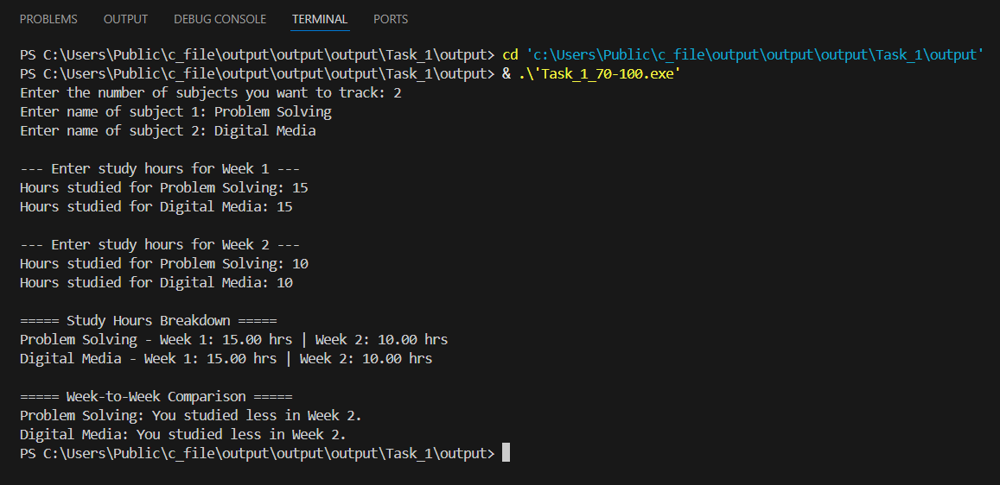 PROBLEMS OUTPUT DEBUG CONSOLE TERMINAL PORTS
PS C:\Users\Public\c_file\output\output\output\Task_1\output> cd 'c:\Users\Public\c_file\output\output\output\Task_1\output'
PS C:\Users\Public\c_file\output\output\output\Task_1\output> & .\'Task_1_70-100.exe'
Enter the number of subjects you want to track: 2
Enter name of subject 1: Problem Solving
Enter name of subject 2: Digital Media
--- Enter study hours for Week 1 ---
Hours studied for Problem Solving: 15
Hours studied for Digital Media: 15
--- Enter study hours for Week 2 ---
Hours studied for Problem Solving: 10
Hours studied for Digital Media: 10
===== Study Hours Breakdown =====
Problem Solving - Week 1: 15.00 hrs | Week 2: 10.00 hrs
Digital Media - Week 1: 15.00 hrs | Week 2: 10.00 hrs
===== Week-to-Week Comparison =====
Problem Solving: You studied less in Week 2.
Digital Media: You studied less in Week 2.
PS C:\Users\Public\c_file\output\output\output\Task_1\output>